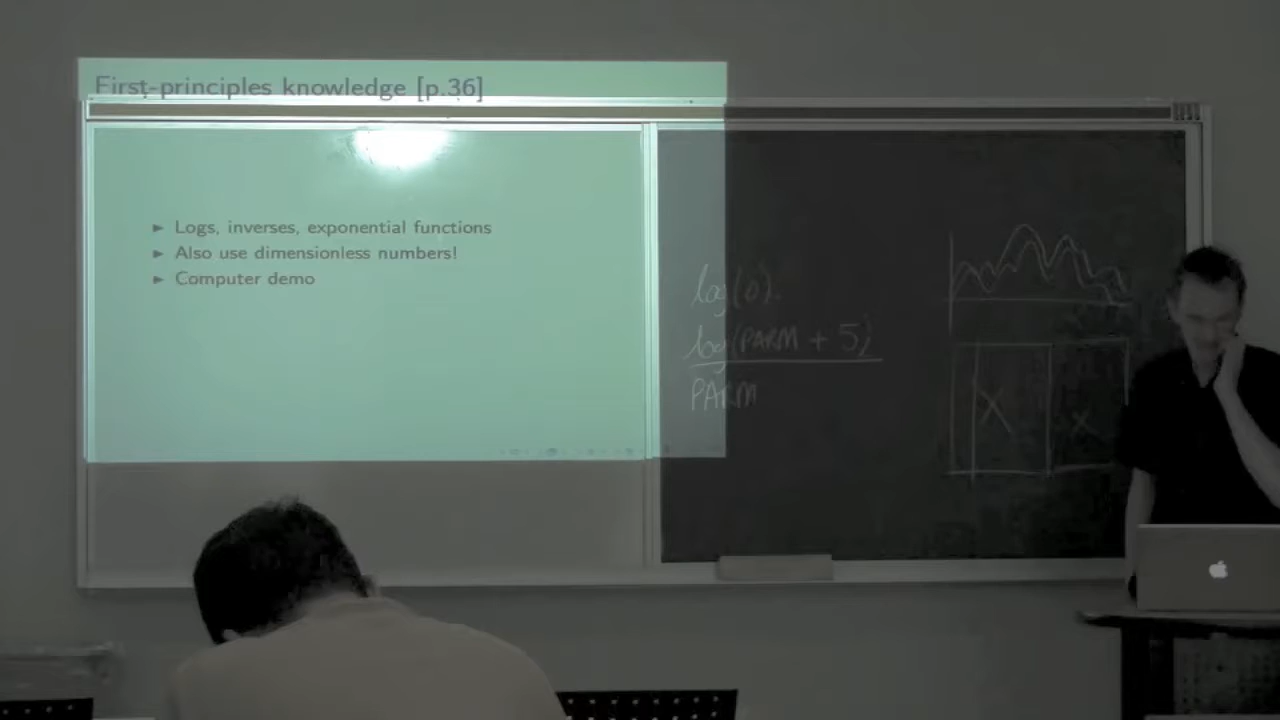 First-principles knowledge [p.36]
► Logs, inverses, exponential functions
► Also use dimensionless numbers!
► Computer demo
log(0).
log(PARM + 5)
PARM
X X